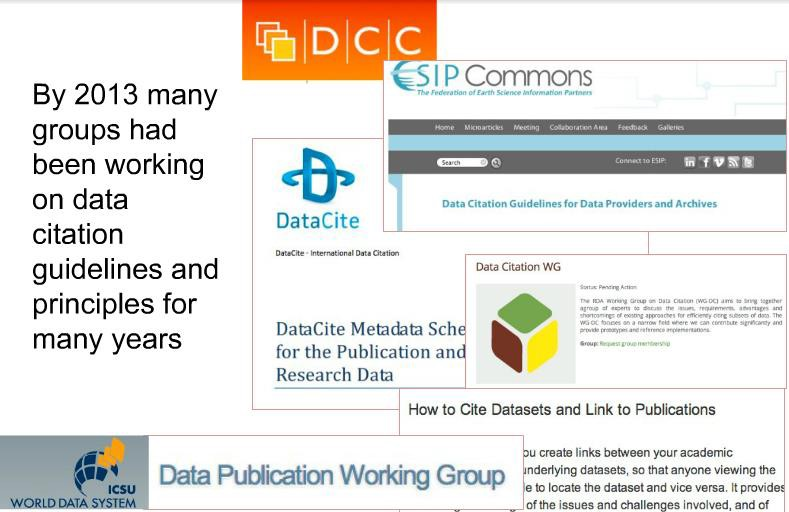 By 2013 many
groups had
been working
on data
citation
guidelines and
principles for
many years
DCC
ESIP Commons
The Federation of Earth Science Information Partners
Home Microarticles Meeting Collaboration Area Feedback Galleries
Search
Connect to ESIP:
Data Citation Guidelines for Data Providers and Archives
DataCite
DataCite - International Data Citation
DataCite Metadata Sche
for the Publication and
Research Data
Data Citation WG
Status: Pending Action
The RDA Working Group on Data Citation (WG-DC) aims to bring together
agroup of experts to discuss the issues, requirements, advantages and
shortcomings of existing approaches for efficiently citing subsets of data. The
WG-DC focuses on a narrow field where we can contribute significantly and
provide prototypes and reference implementations.
Group: Request group membership
How to Cite Datasets and Link to Publications
ou create links between your academic
underlying datasets, so that anyone viewing the
le to locate the dataset and vice versa. It provides
of the issues and challenges involved, and of
ICSU
WORLD DATA SYSTEM
Data Publication Working Group